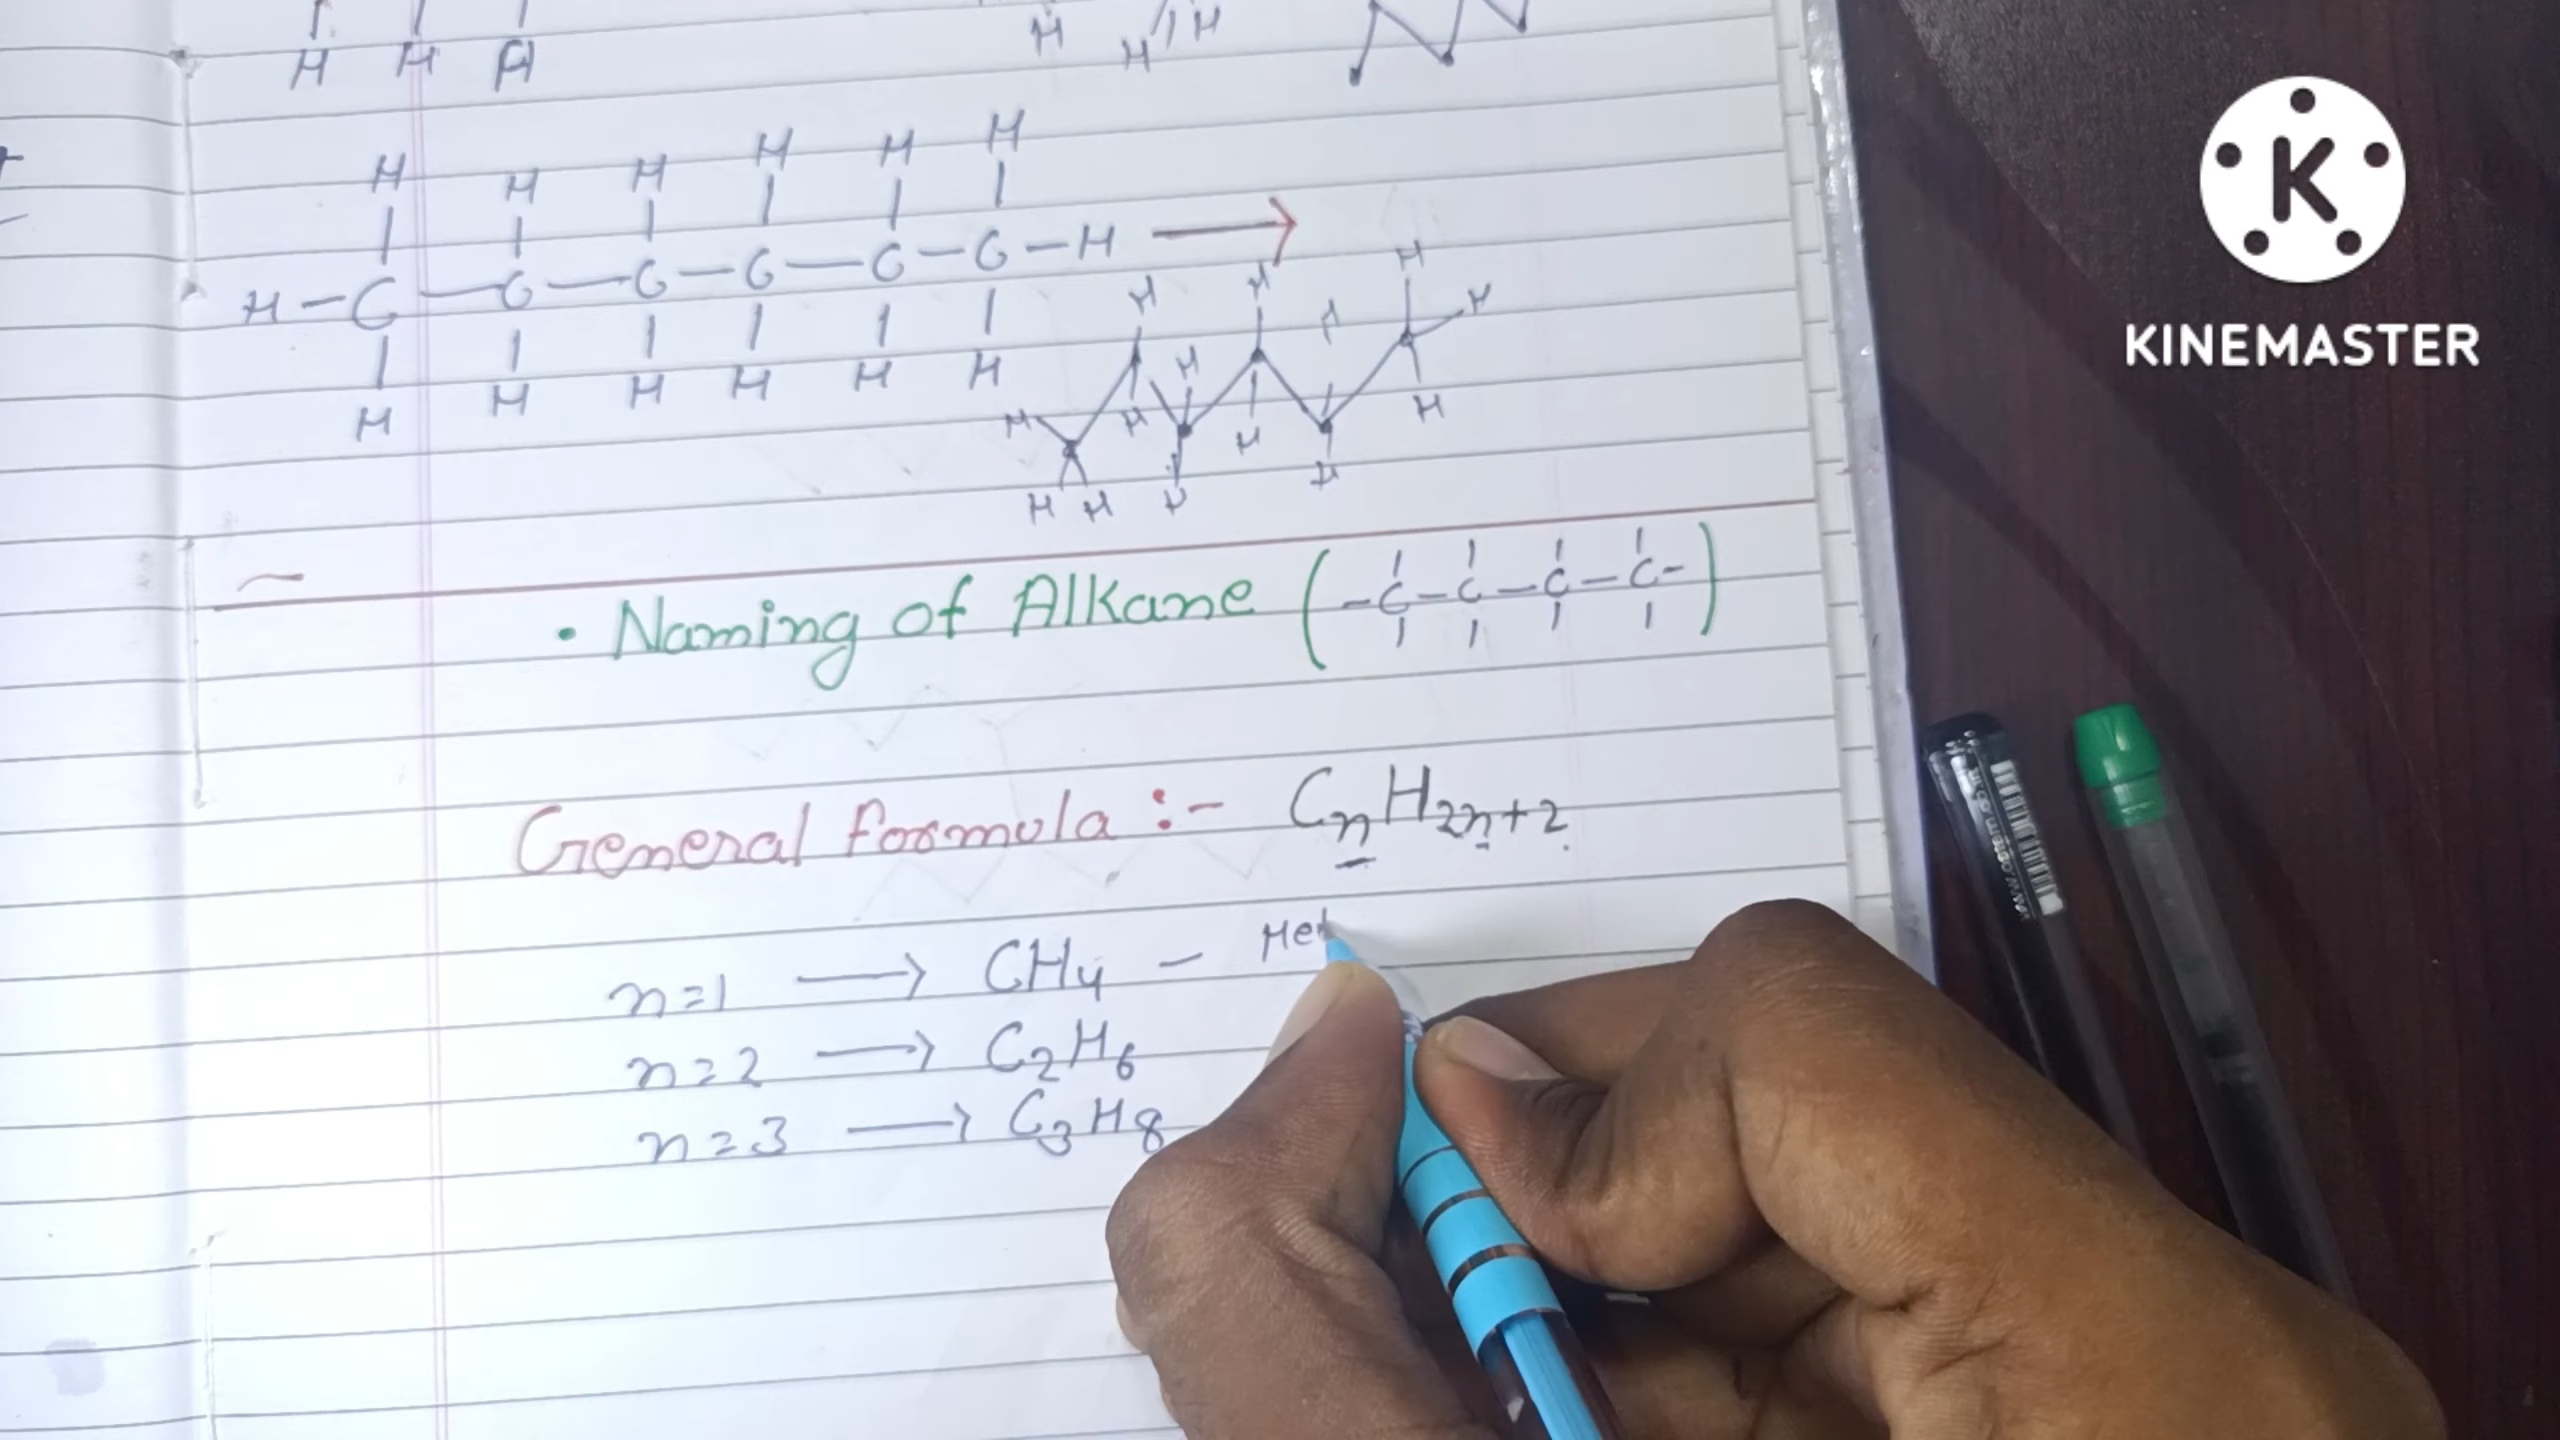 H H H
H H H
H H H H H H
H-C-C-C-C-C-C-H →
H H H H H H
H H H H H
H H H H
H H H H H
• Naming of Alkane (-C-C-C-C-)
General formula :- CnH2n+2
n=1 → CH4 - Met
n=2 → C2H6
n=3 → C3H8
K
KINEMASTER